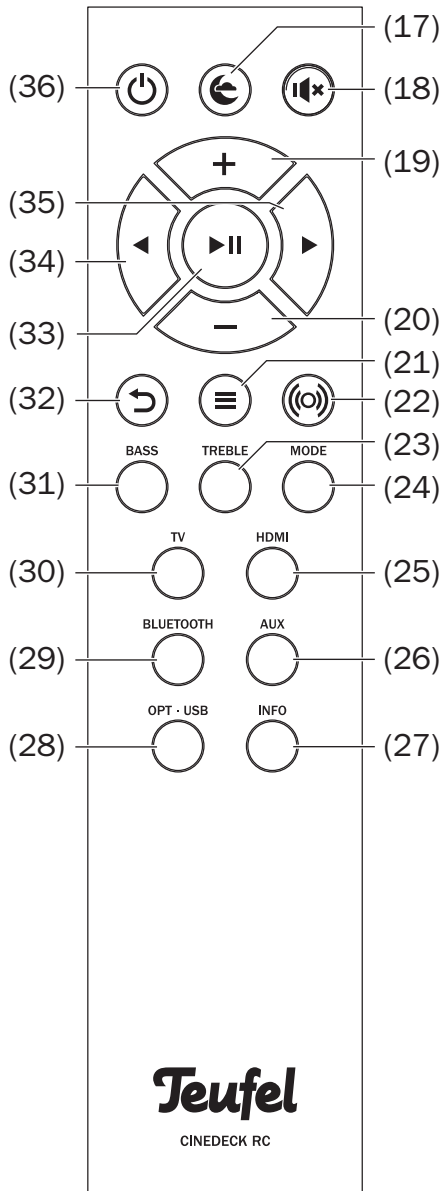 (17)
(36) (18)
+ (19)
(35)
(34)
(33) − (20)
(21)
(32) (22)
(23)
BASS TREBLE MODE
(31) (24)
TV HDMI
(30) (25)
BLUETOOTH AUX
(29) (26)
OPT · USB INFO
(28) (27)
Teufel
CINEDECK RC